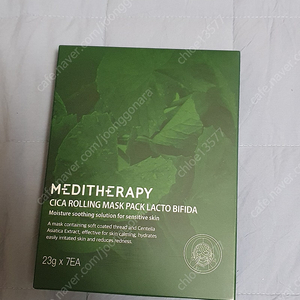 MEDITHERAPY
CICA ROLLING MASK PACK LACTO BIFIDA
Moisture soothing solution for sensitive skin
A mask containing soft coated thread and Centella
Asiatica Extract, effective for skin calming, hydrates
easily irritated skin and reduces redness.
23g x 7EA